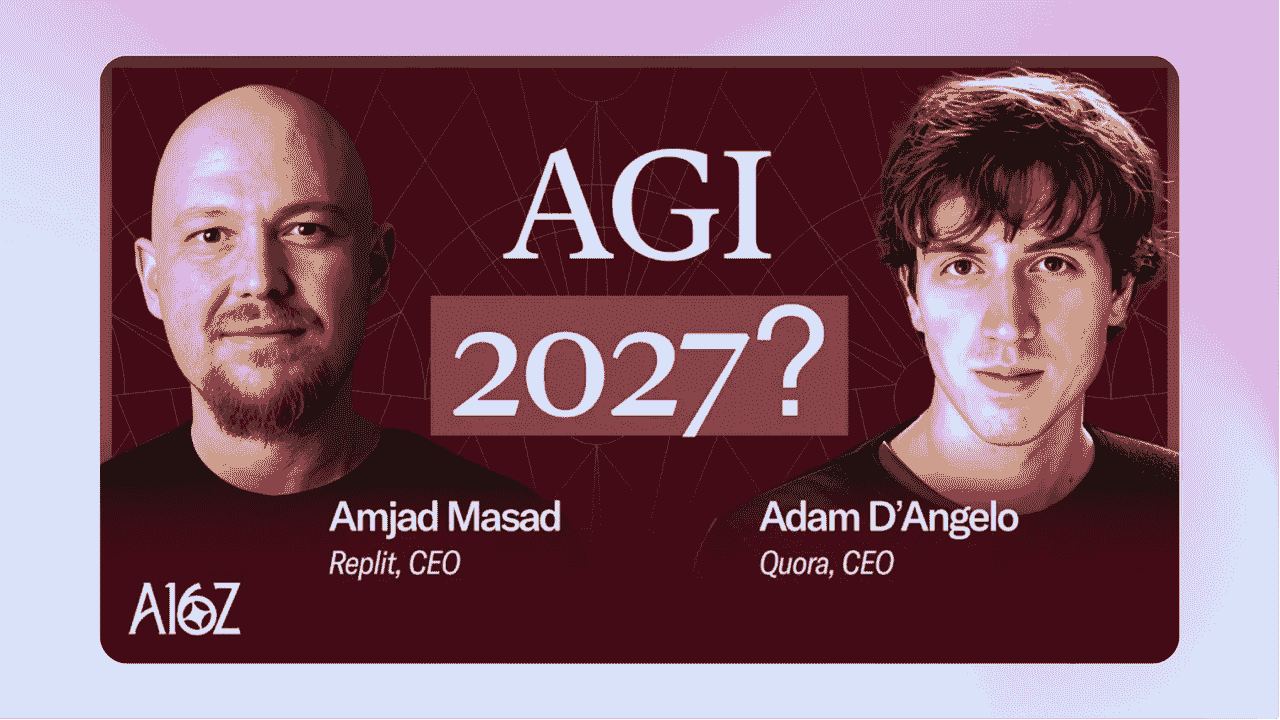 AGI
2027?
Amjad Masad
Replit, CEO
Adam D’Angelo
Quora, CEO
A16Z